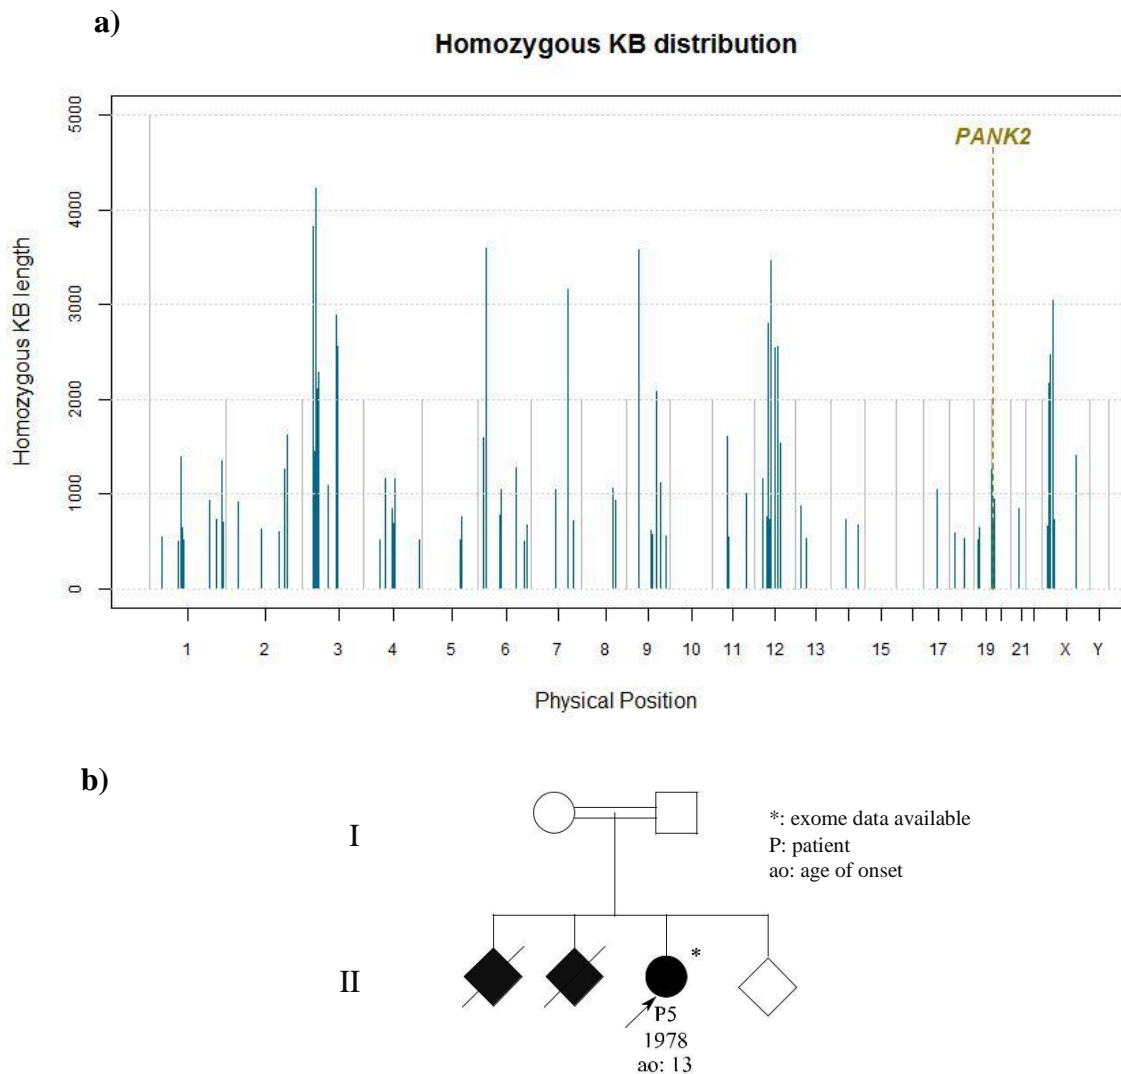 a)
Homozygous KB distribution
PANK2
Homozygous KB length
5000
4000
3000
2000
1000
0
1 2 3 4 5 6 7 8 9 10 11 12 13 15 17 19 21 X Y
Physical Position
b)
I
*: exome data available
P: patient
ao: age of onset
II
*
P5
1978
ao: 13